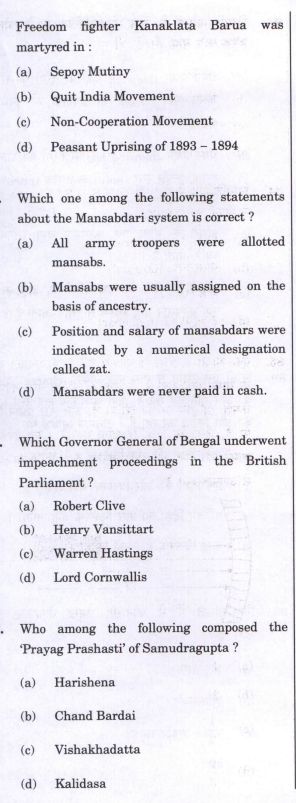 Freedom fighter Kanaklata Barua was
martyred in :
(a) Sepoy Mutiny
(b) Quit India Movement
(c) Non-Cooperation Movement
(d) Peasant Uprising of 1893 – 1894
Which one among the following statements
about the Mansabdari system is correct ?
(a) All army troopers were allotted
mansabs.
(b) Mansabs were usually assigned on the
basis of ancestry.
(c) Position and salary of mansabdars were
indicated by a numerical designation
called zat.
(d) Mansabdars were never paid in cash.
Which Governor General of Bengal underwent
impeachment proceedings in the British
Parliament ?
(a) Robert Clive
(b) Henry Vansittart
(c) Warren Hastings
(d) Lord Cornwallis
Who among the following composed the
'Prayag Prashasti' of Samudragupta ?
(a) Harishena
(b) Chand Bardai
(c) Vishakhadatta
(d) Kalidasa